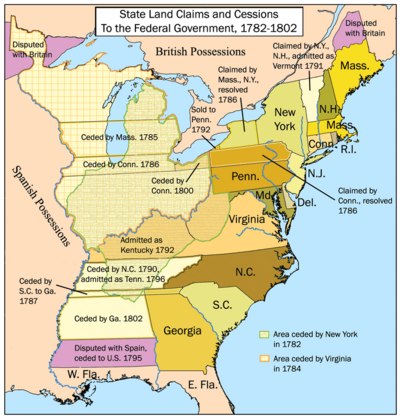 State Land Claims and Cessions
To the Federal Government, 1782-1802
Disputed
with Britain
British Possessions
Disputed
with Britain
Claimed by N.Y.,
N.H., admitted as
Vermont 1791
Claimed by
Mass., N.Y.,
resolved
1786
Mass.
Sold to
Penn.
1792
N.H.
New
York
Mass.
Ceded by Mass. 1785
Conn.
R.I.
Ceded by Conn. 1786
Ceded by
Conn. 1800
Penn.
N.J.
Claimed by
Conn., resolved
1786
Md.
Del.
Spanish Possessions
Virginia
Admitted as
Kentucky 1792
Ceded by N.C. 1790,
admitted as Tenn. 1796
N.C.
Ceded by
S.C. to Ga.
1787
S.C.
Ceded by Ga. 1802
Georgia
Area ceded by New York
in 1782
Disputed with Spain,
ceded to U.S. 1795
Area ceded by Virginia
in 1784
W. Fla.
E. Fla.